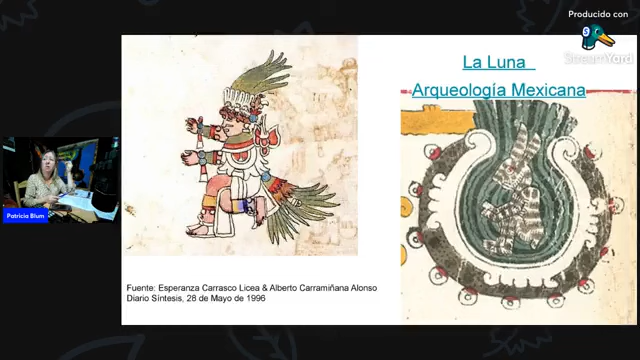 Producido con
StreamYard
La Luna
Arqueología Mexicana
Patricia Blum
Fuente: Esperanza Carrasco Licea & Alberto Carramiñana Alonso
Diario Síntesis, 28 de Mayo de 1996